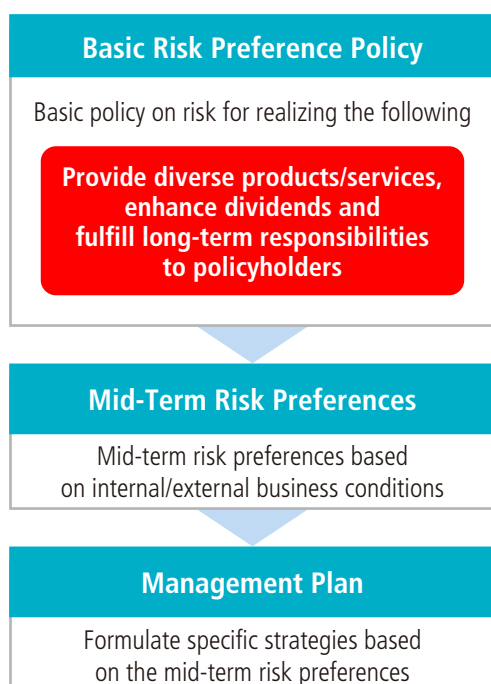 Basic Risk Preference Policy
Basic policy on risk for realizing the following
Provide diverse products/services,
enhance dividends and
fulfill long-term responsibilities
to policyholders
Mid-Term Risk Preferences
Mid-term risk preferences based
on internal/external business conditions
Management Plan
Formulate specific strategies based
on the mid-term risk preferences